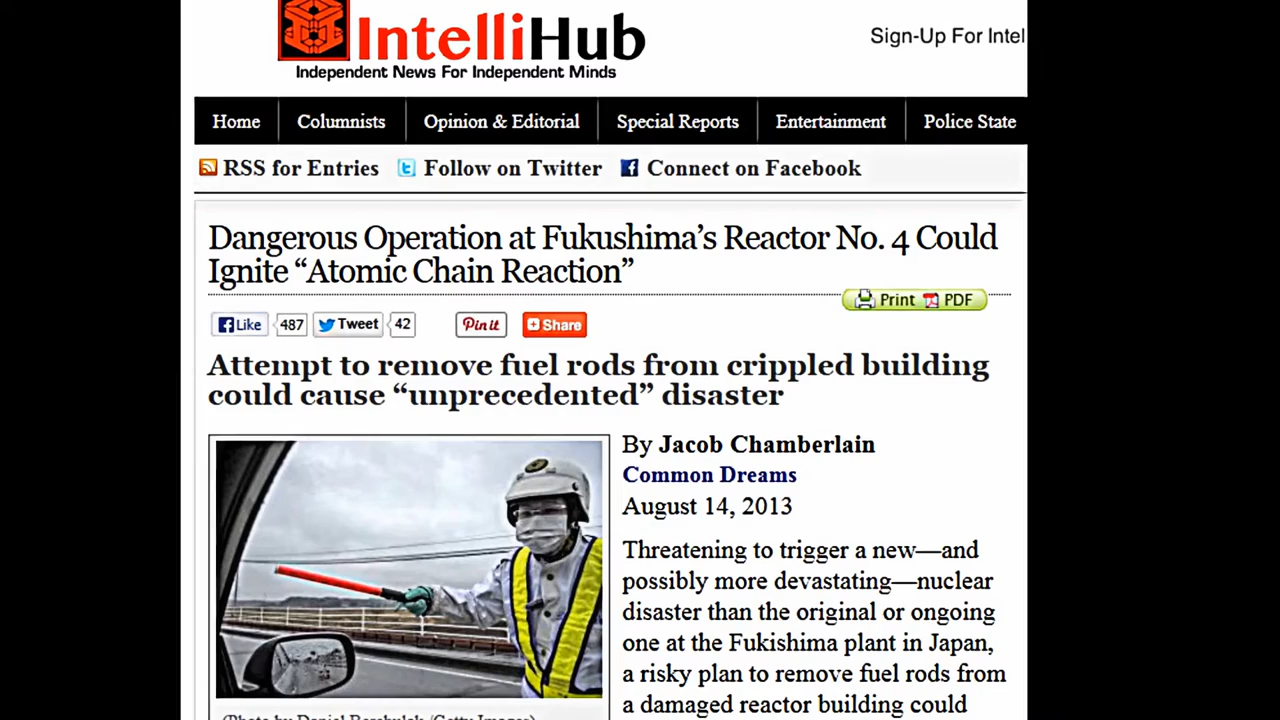 IntelliHub
Independent News For Independent Minds
Sign-Up For Intel
Home Columnists Opinion & Editorial Special Reports Entertainment Police State
RSS for Entries Follow on Twitter Connect on Facebook
Dangerous Operation at Fukushima’s Reactor No. 4 Could
Ignite “Atomic Chain Reaction”
Print PDF
Like 487 Tweet 42 Pin it Share
Attempt to remove fuel rods from crippled building
could cause “unprecedented” disaster
By Jacob Chamberlain
Common Dreams
August 14, 2013
Threatening to trigger a new—and
possibly more devastating—nuclear
disaster than the original or ongoing
one at the Fukishima plant in Japan,
a risky plan to remove fuel rods from
a damaged reactor building could
(Photo by Daniel /Getty Images)